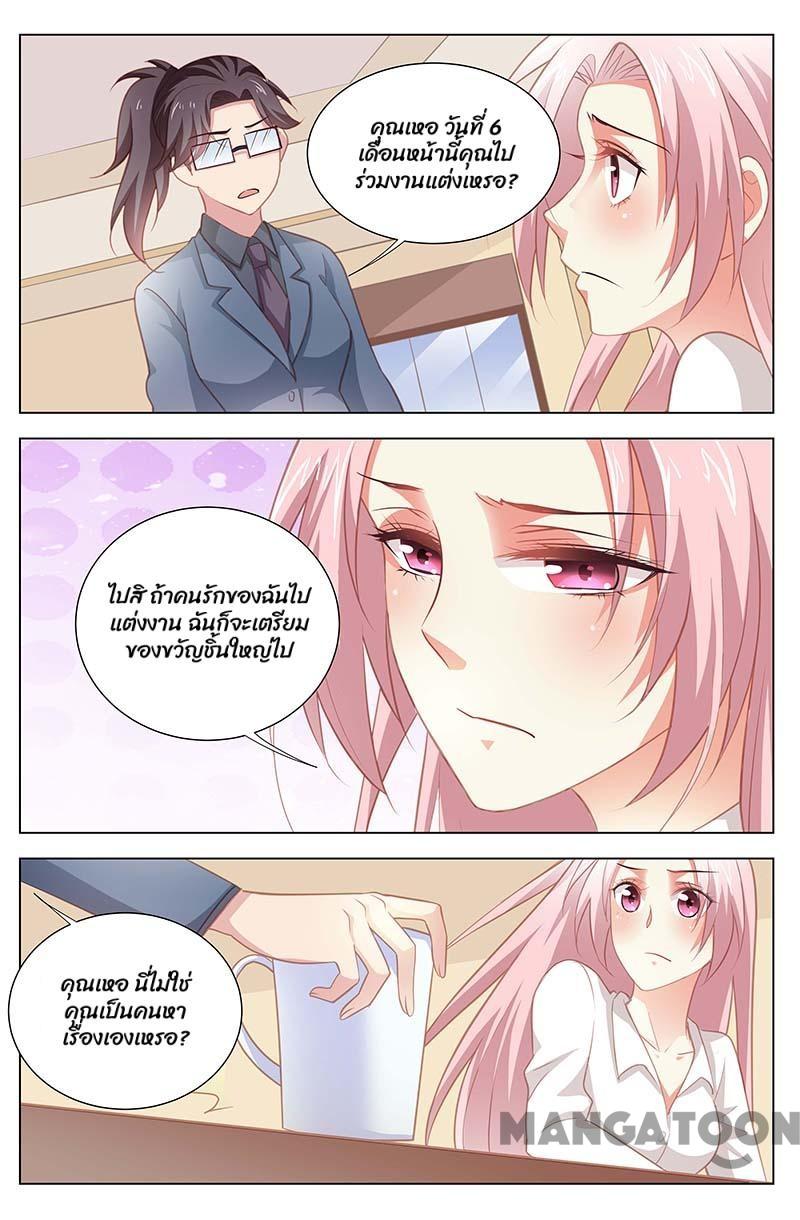 คุณเหอ วันที่ 6
เดือนหน้านี้คุณไป
ร่วมงานแต่งเหรอ?
ไปสิ ถ้าคนรักของฉันไป
แต่งงาน ฉันก็จะเตรียม
ของขวัญชิ้นใหญ่ไป
คุณเหอ นี่ไม่ใช่
คุณเป็นคนหา
เรื่องเองเหรอ?
MANGATOON